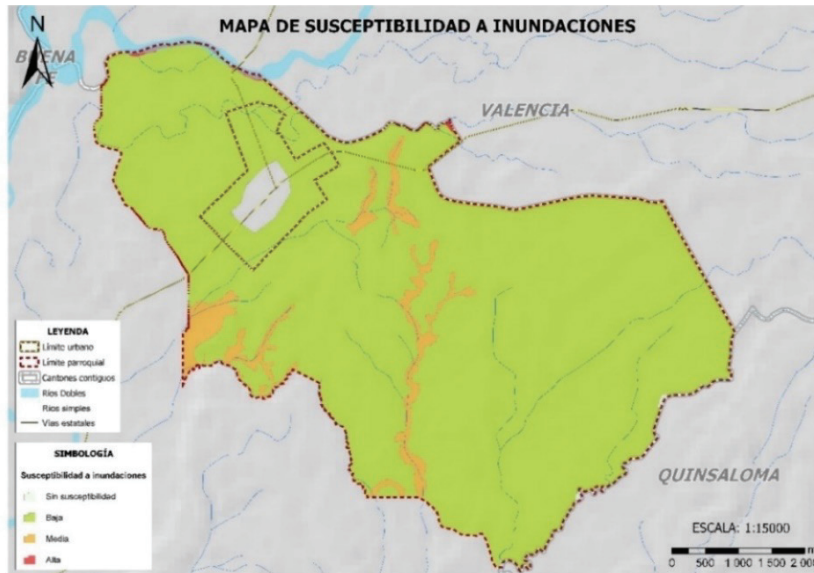 MAPA DE SUSCEPTIBILIDAD A INUNDACIONES
N
BUENA
FE
VALENCIA
QUINSALOMA
LEYENDA
Límite urbano
Límite parroquial
Cantones contiguos
Ríos Dobles
Ríos simples
Vías estatales
SIMBOLOGÍA
Susceptibilidad a inundaciones
Sin susceptibilidad
Baja
Media
Alta
ESCALA: 1:15000
0 500 1 000 1 500 2 000